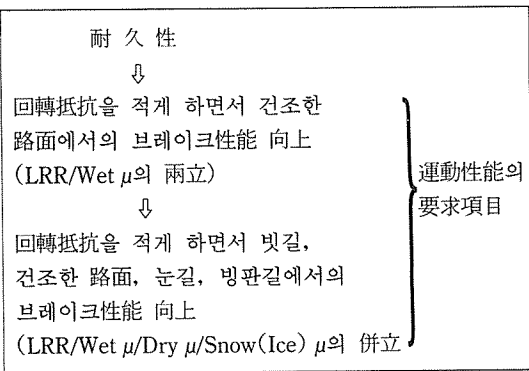 耐 久 性
⇩
回轉抵抗을 적게 하면서 건조한
路面에서의 브레이크性能 向上
(LRR/Wet μ의 兩立)
⇩
回轉抵抗을 적게 하면서 빗길,
건조한 路面, 눈길, 빙판길에서의
브레이크性能 向上
(LRR/Wet μ/Dry μ/Snow(Ice) μ의 併立
運動性能의
要求項目